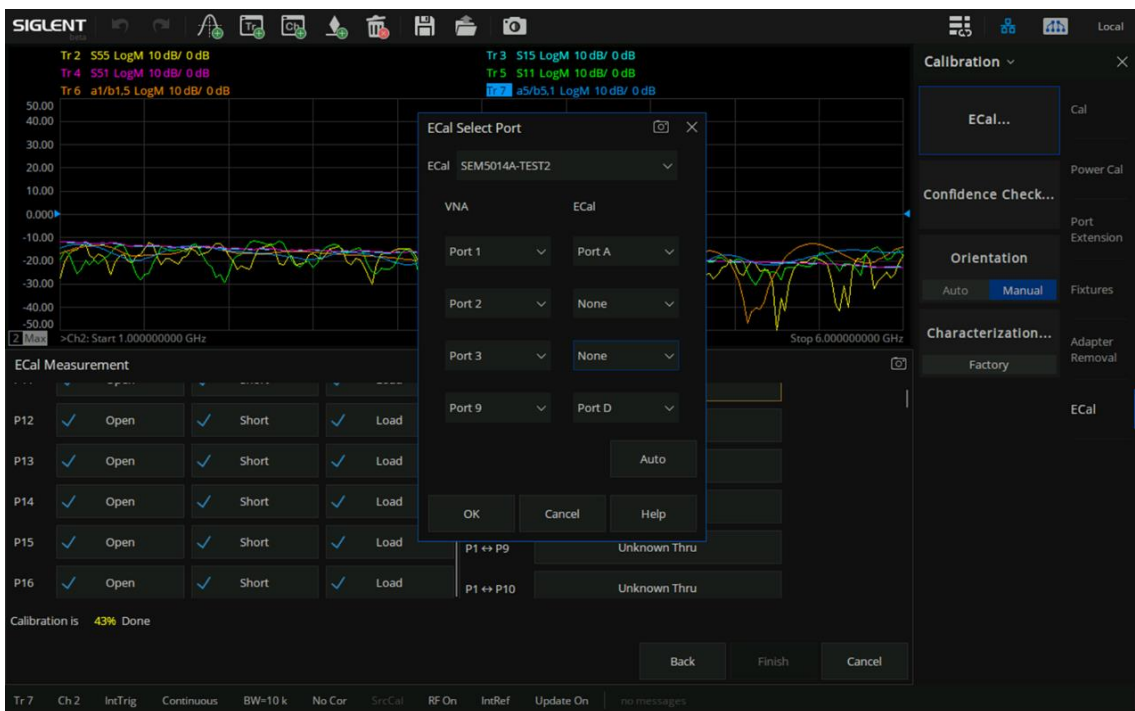 SIGLENT
beta
Local
Tr 2 S55 LogM 10 dB/ 0 dB
Tr 3 S15 LogM 10 dB/ 0 dB
Tr 4 S51 LogM 10 dB/ 0 dB
Tr 5 S11 LogM 10 dB/ 0 dB
Tr 6 a1/b1,5 LogM 10 dB/ 0 dB
Tr 7 a5/b5,1 LogM 10 dB/ 0 dB
50.00
40.00
30.00
20.00
10.00
0.000
-10.00
-20.00
-30.00
-40.00
-50.00
2 Max >Ch2: Start 1.000000000 GHz
Stop 6.000000000 GHz
ECal Select Port
ECal SEM5014A-TEST2
VNA ECal
Port 1 Port A
Port 2 None
Port 3 None
Port 9 Port D
Auto
OK Cancel Help
ECal Measurement
P12 Open Short Load
P13 Open Short Load
P14 Open Short Load
P15 Open Short Load
P1 ↔ P9 Unknown Thru
P16 Open Short Load
P1 ↔ P10 Unknown Thru
Calibration is 43% Done
Back Finish Cancel
Calibration
ECal...
Confidence Check...
Orientation
Auto Manual
Characterization...
Factory
Cal
Power Cal
Port
Extension
Fixtures
Adapter
Removal
ECal
Tr 7 Ch 2 IntTrig Continuous BW=10 k No Cor SrcCal RF On IntRef Update On no messages